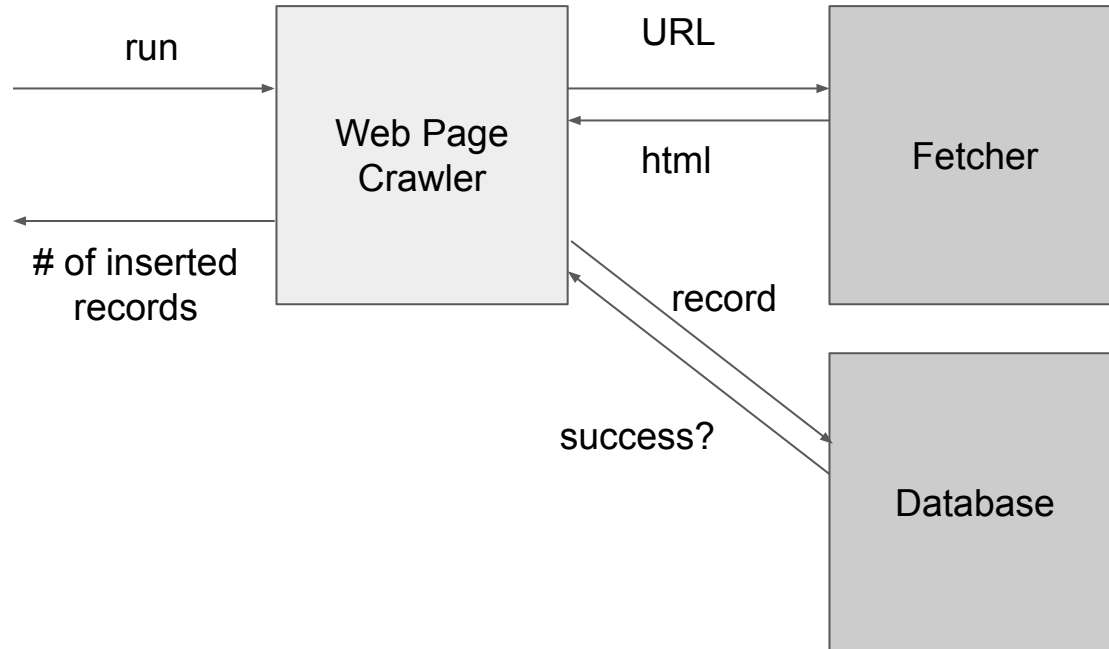 run
URL
Web Page
Crawler
html
Fetcher
# of inserted
records
record
success?
Database